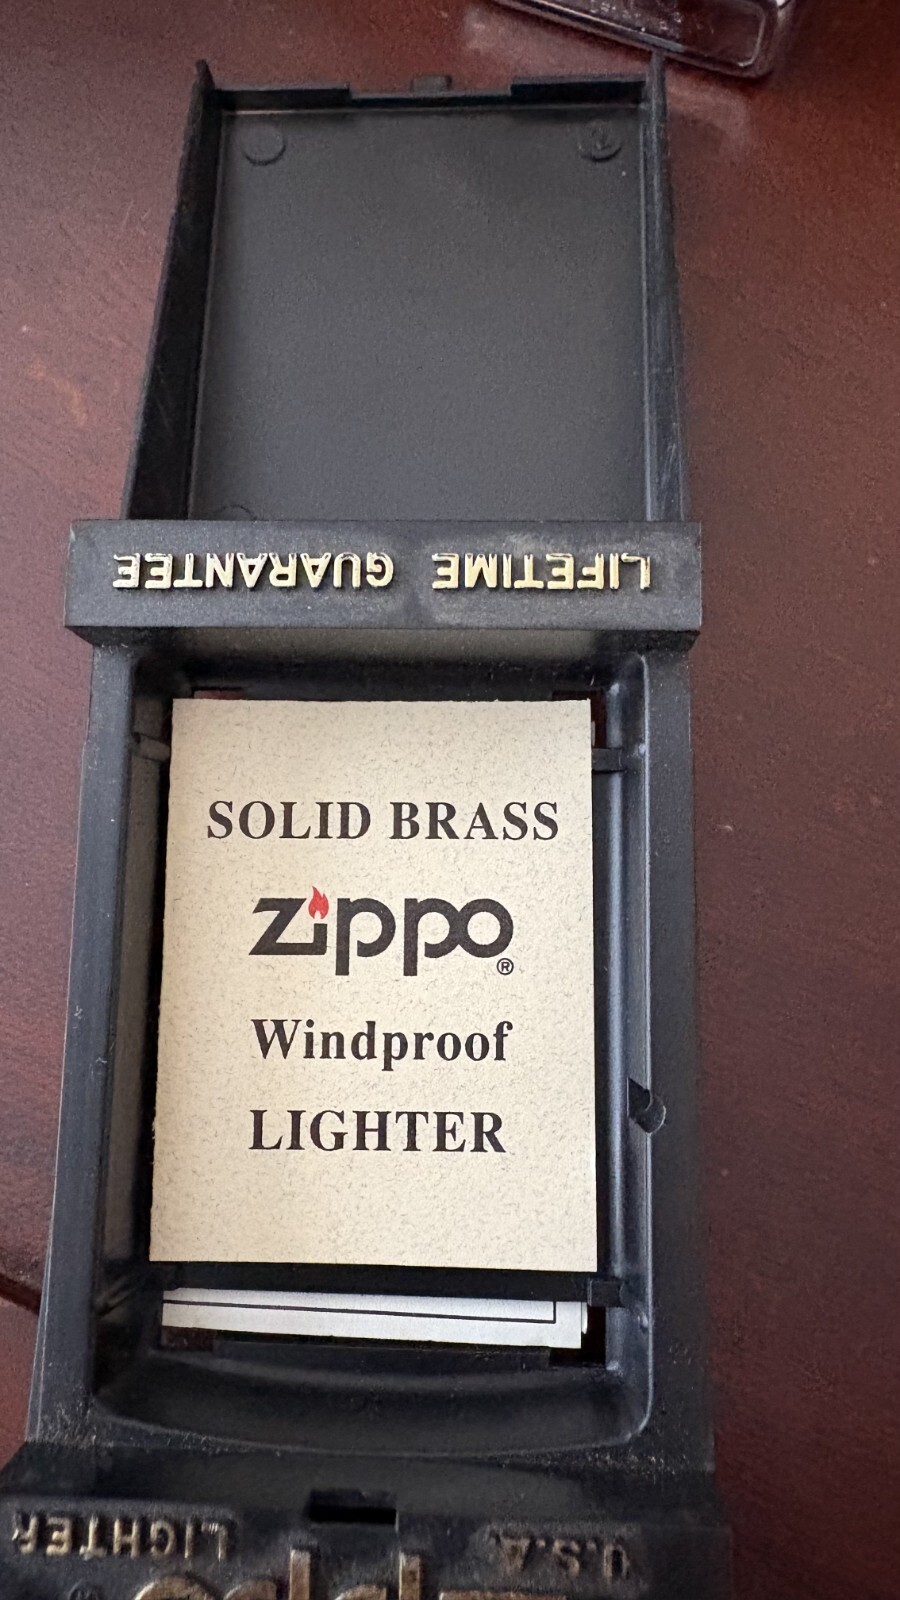 LIFETIME GUARANTEE
SOLID BRASS
zippo®
Windproof
LIGHTER
U.S.A. LIGHTER